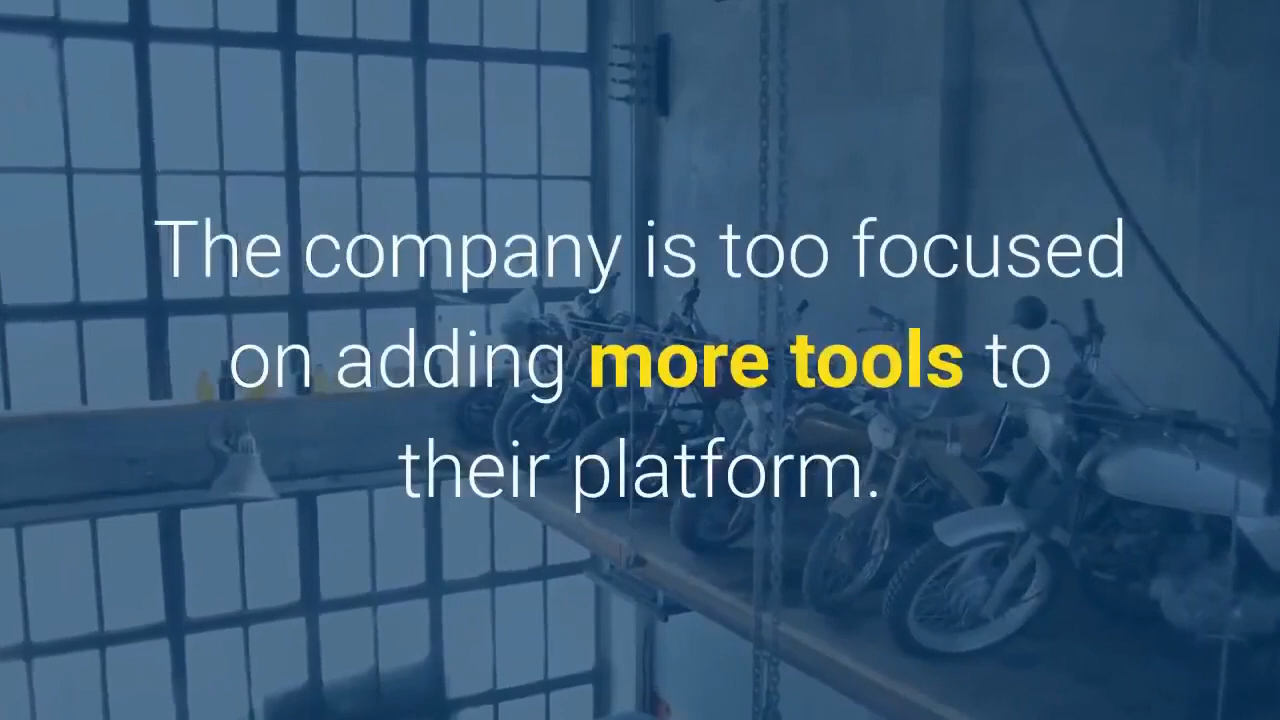 The company is too focused
on adding more tools to
their platform.